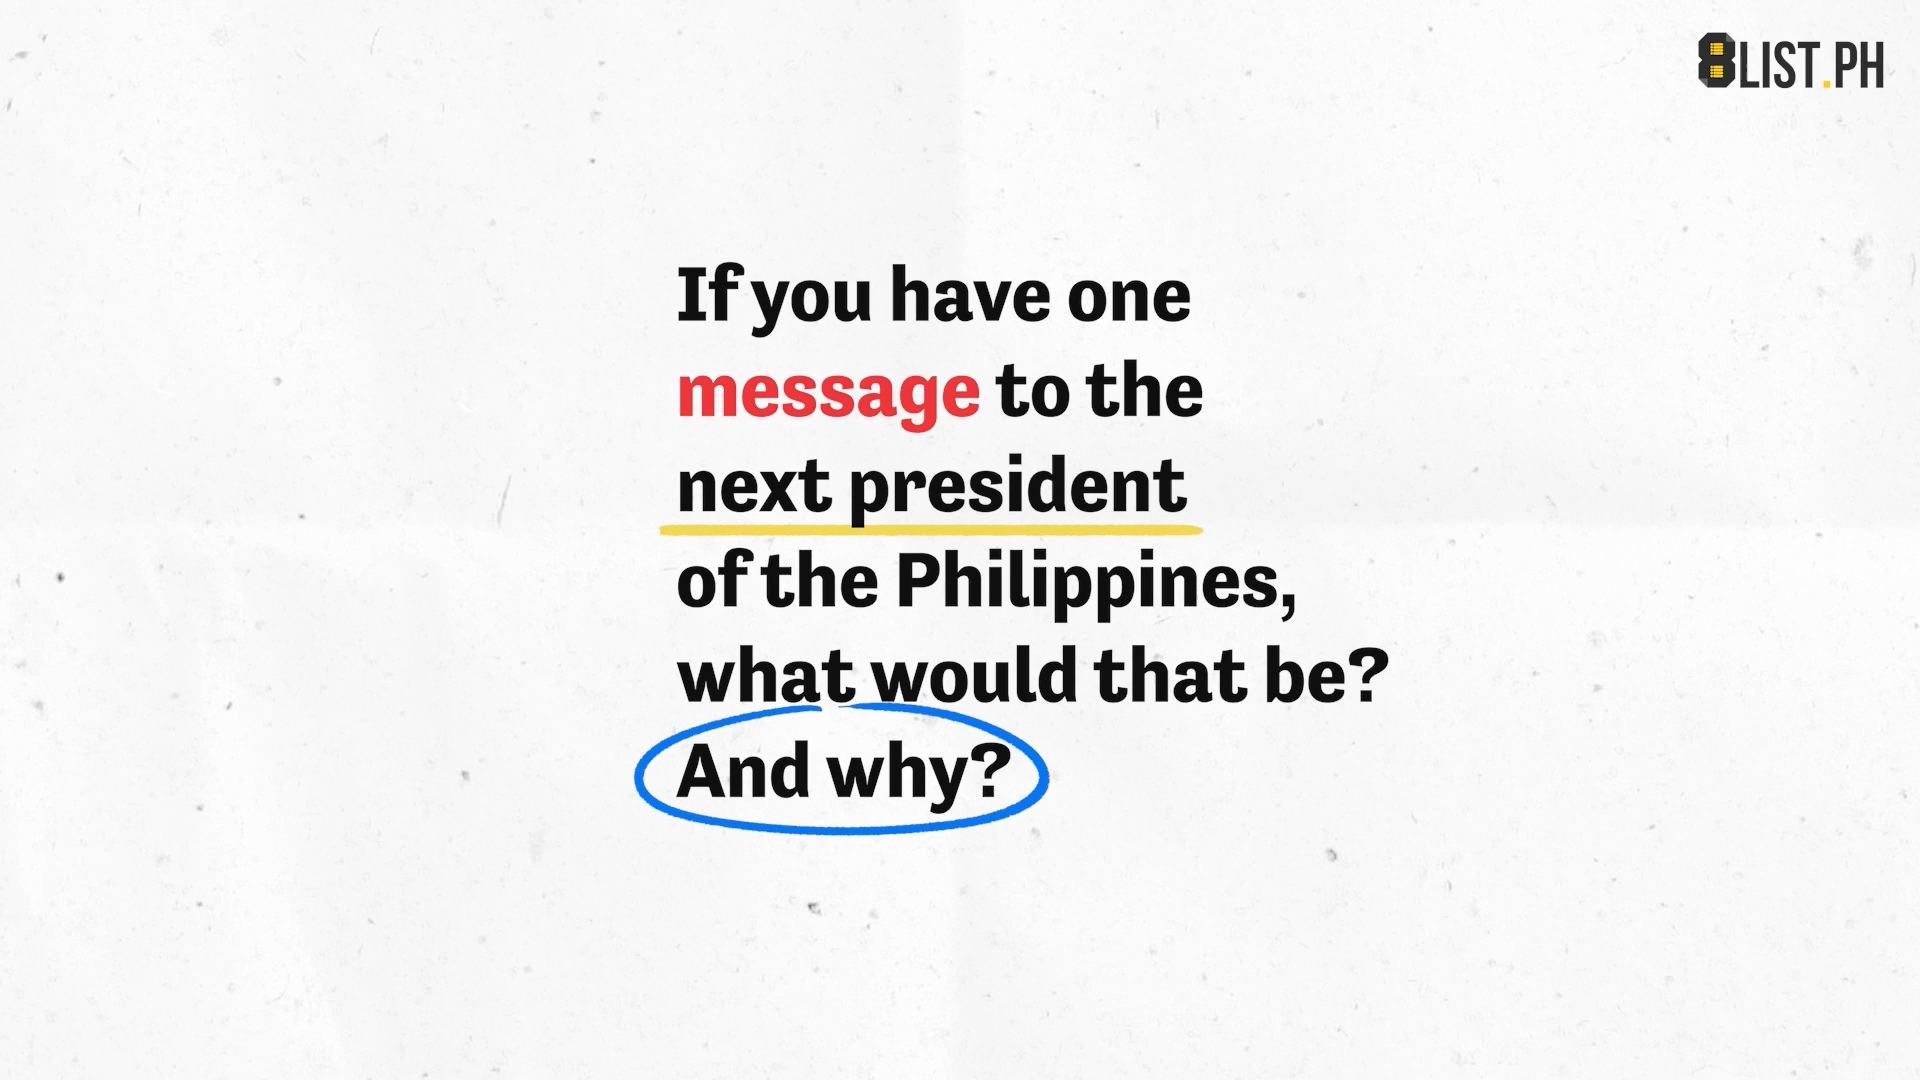 8LIST.PH
If you have one
message to the
next president
of the Philippines,
what would that be?
And why?